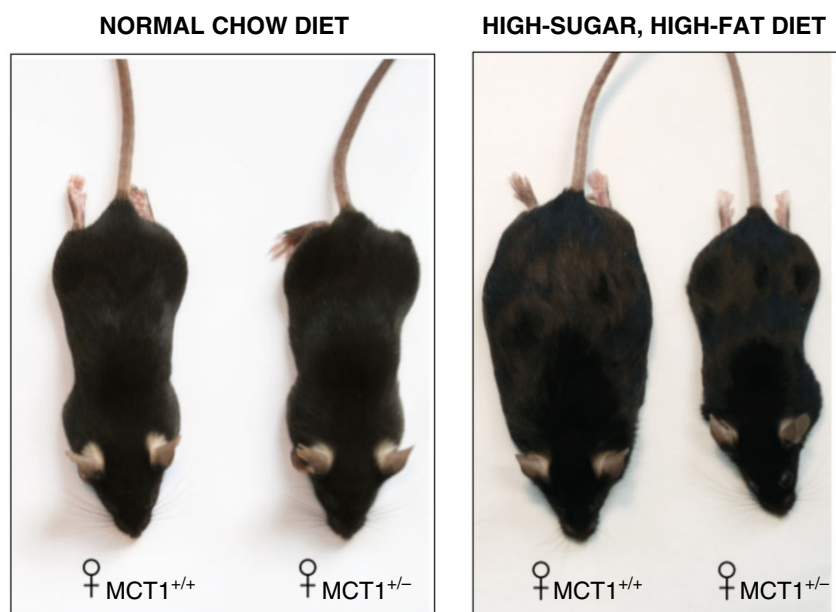 NORMAL CHOW DIET
HIGH-SUGAR, HIGH-FAT DIET
♀ MCT1+/+
♀ MCT1+/–
♀ MCT1+/+
♀ MCT1+/–